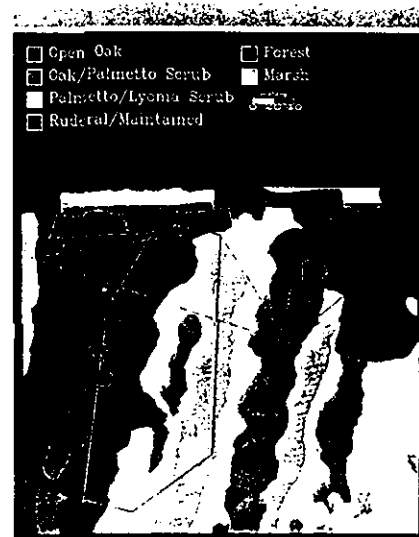 Open Oak
Oak/Palmetto Scrub
Palmetto/Lyonia Scrub
Ruderal/Maintained
Forest
Marsh